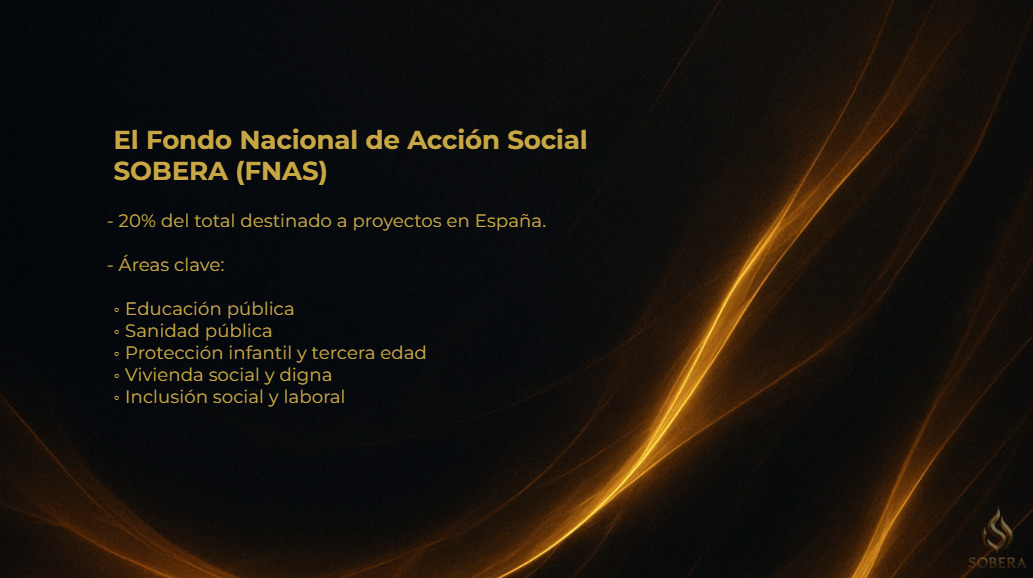 El Fondo Nacional de Acción Social
SOBERA (FNAS)
- 20% del total destinado a proyectos en España.
- Áreas clave:
◦ Educación pública
◦ Sanidad pública
◦ Protección infantil y tercera edad
◦ Vivienda social y digna
◦ Inclusión social y laboral
SOBERA